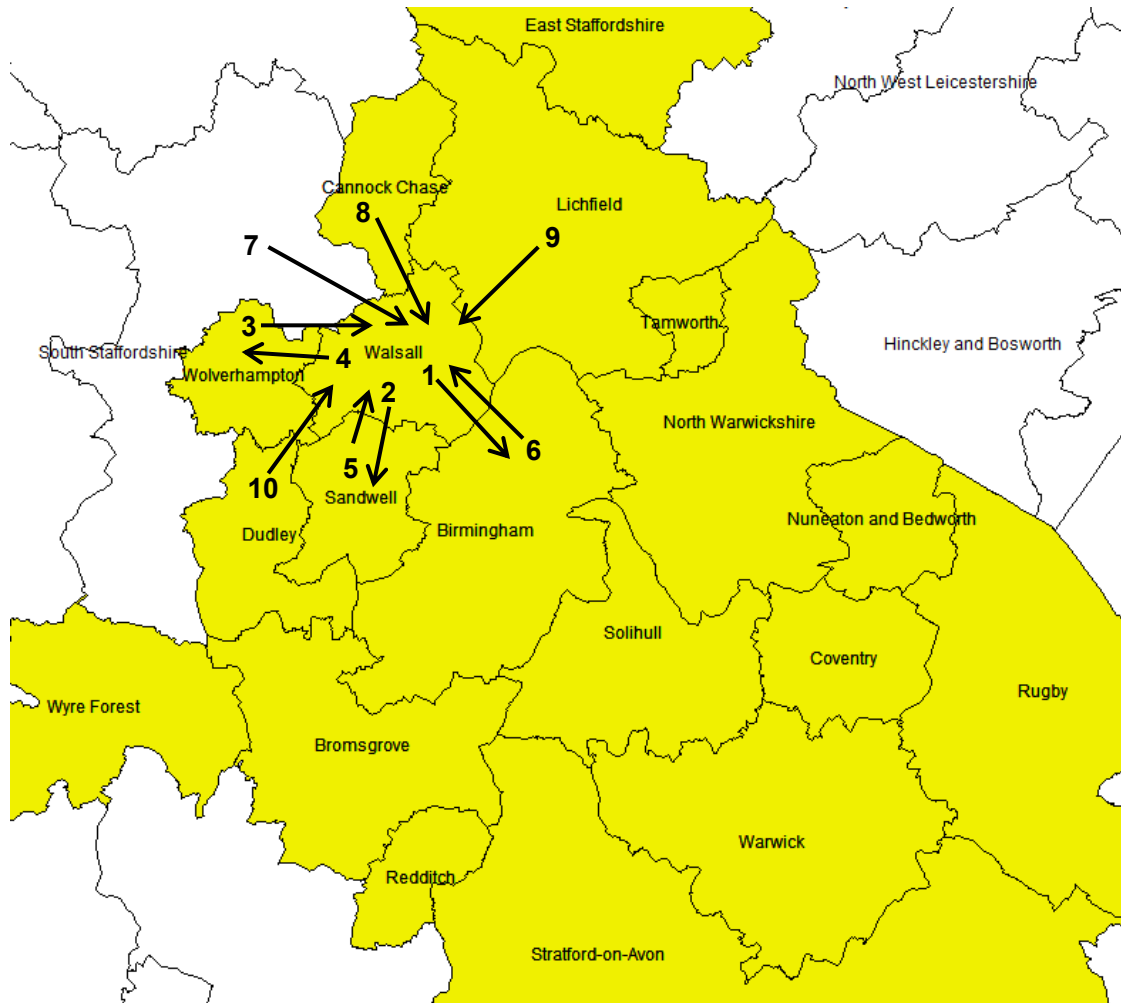 East Staffordshire
North West Leicestershire
Cannock Chase
Lichfield
8
7
9
3
Tamworth
South Staffordshire
4
Walsall
Hinckley and Bosworth
Wolverhampton
1
2
North Warwickshire
6
5
10
Sandwell
Nuneaton and Bedworth
Dudley
Birmingham
Solihull
Coventry
Rugby
Wyre Forest
Bromsgrove
Warwick
Redditch
Stratford-on-Avon